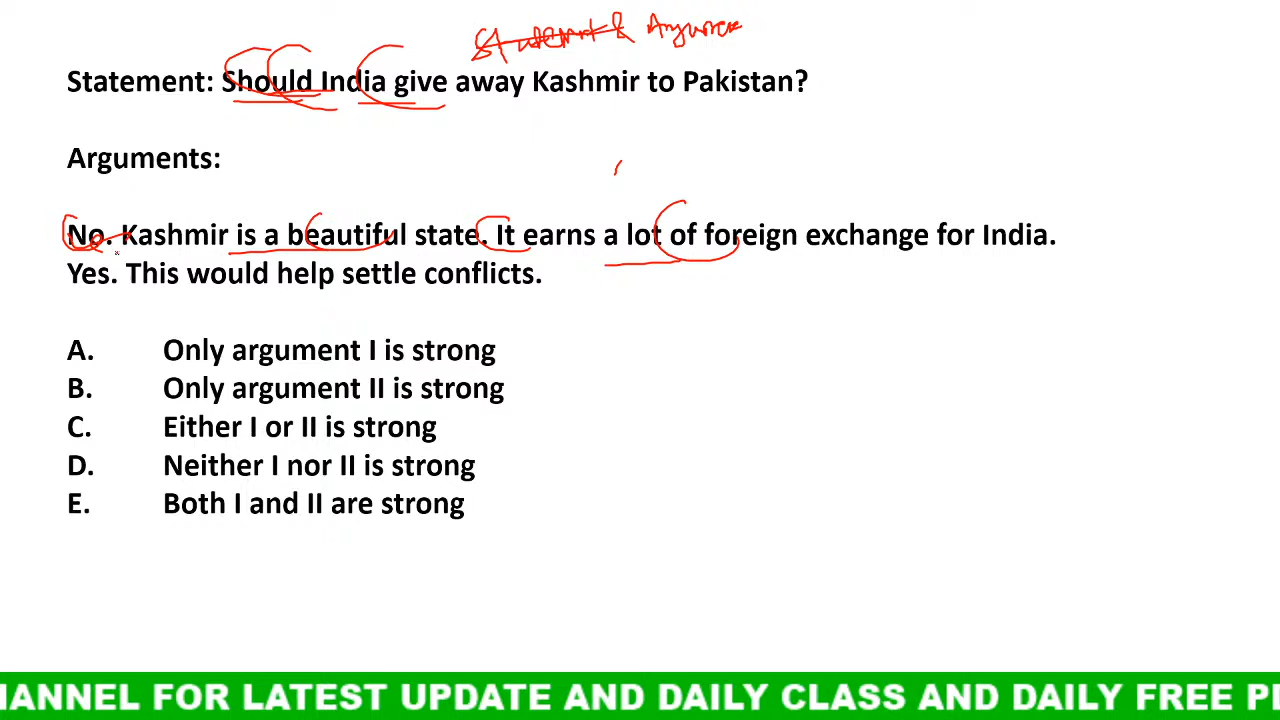 Statement & Argument
Statement: Should India give away Kashmir to Pakistan?
Arguments:
No. Kashmir is a beautiful state. It earns a lot of foreign exchange for India.
Yes. This would help settle conflicts.
A. Only argument I is strong
B. Only argument II is strong
C. Either I or II is strong
D. Neither I nor II is strong
E. Both I and II are strong
HANNEL FOR LATEST UPDATE AND DAILY CLASS AND DAILY FREE